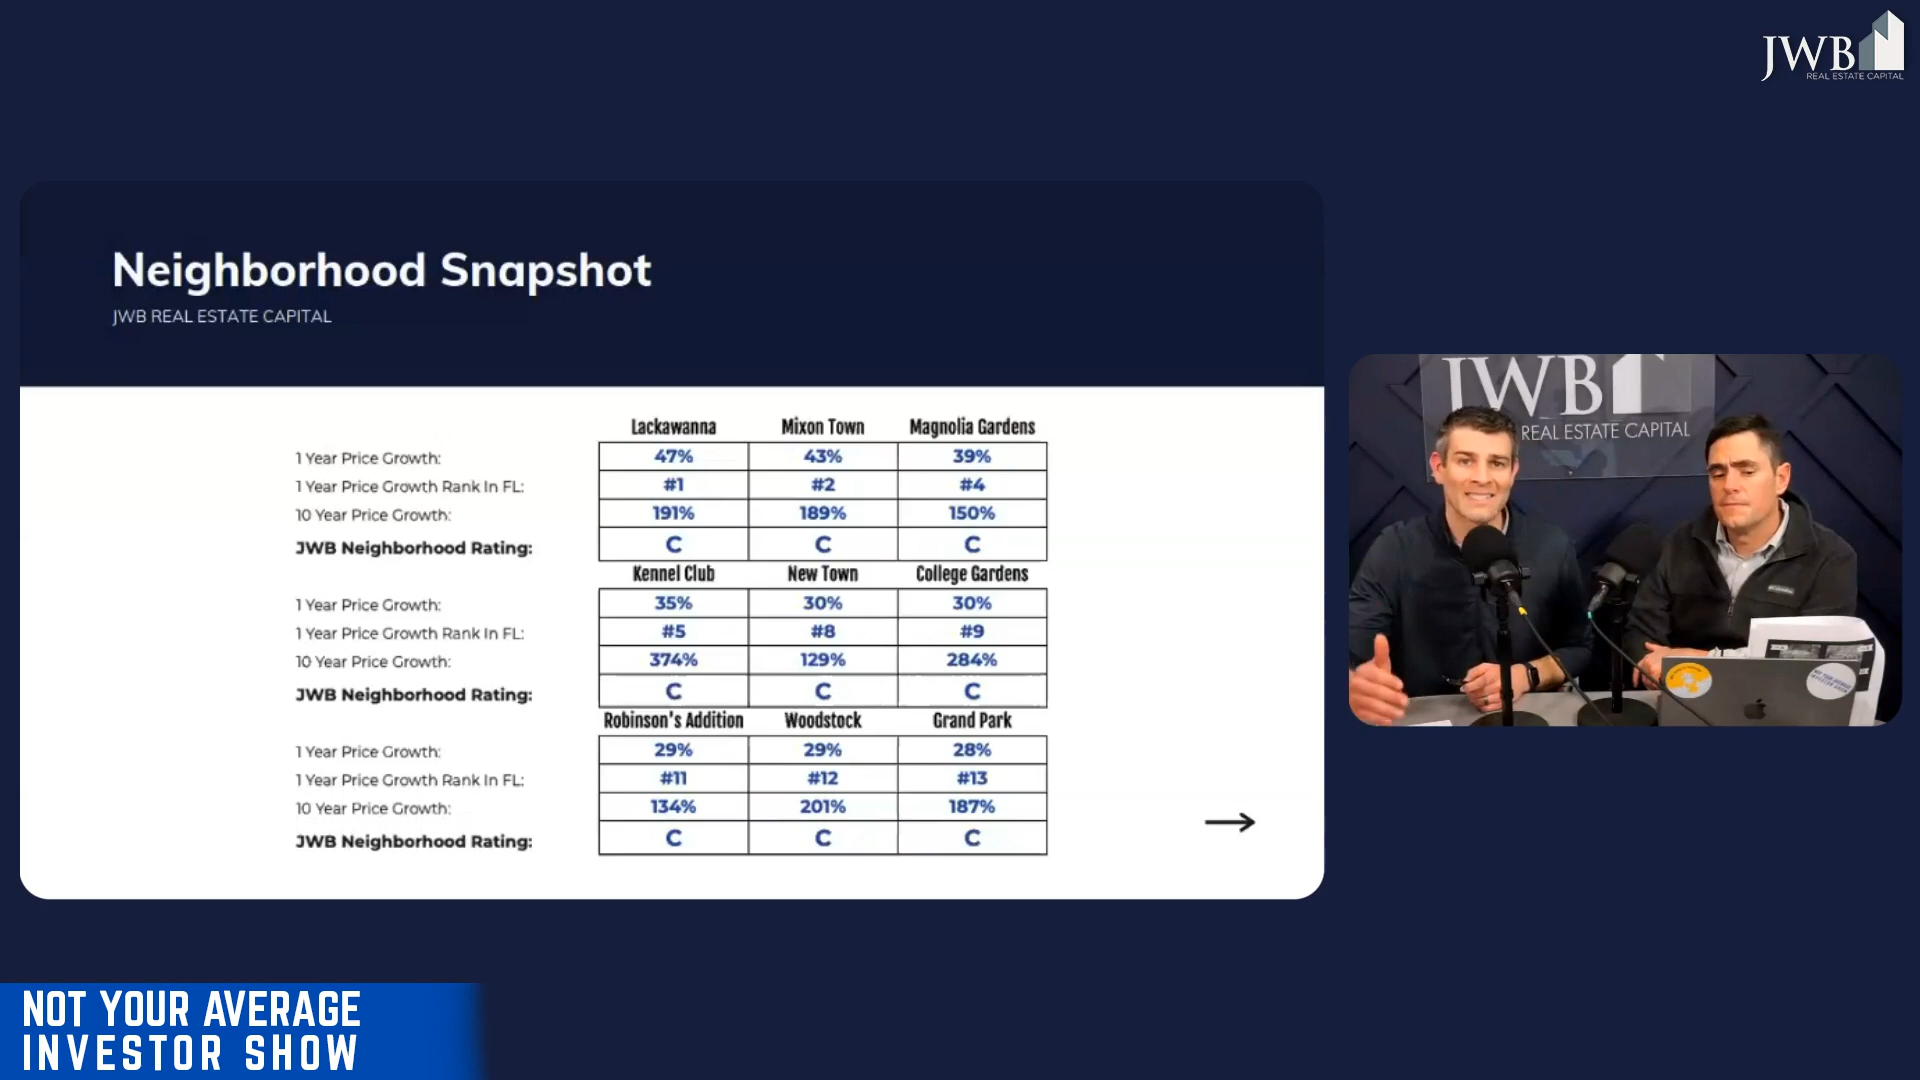 JWB
REAL ESTATE CAPITAL
Neighborhood Snapshot
JWB REAL ESTATE CAPITAL
Lackawanna Mixon Town Magnolia Gardens
1 Year Price Growth: 47% 43% 39%
1 Year Price Growth Rank In FL: #1 #2 #4
10 Year Price Growth: 191% 189% 150%
JWB Neighborhood Rating: C C C
Kennel Club New Town College Gardens
1 Year Price Growth: 35% 30% 30%
1 Year Price Growth Rank In FL: #5 #8 #9
10 Year Price Growth: 374% 129% 284%
JWB Neighborhood Rating: C C C
Robinson's Addition Woodstock Grand Park
1 Year Price Growth: 29% 29% 28%
1 Year Price Growth Rank In FL: #11 #12 #13
10 Year Price Growth: 134% 201% 187%
JWB Neighborhood Rating: C C C
JWB
REAL ESTATE CAPITAL
NOT YOUR AVERAGE
INVESTOR SHOW